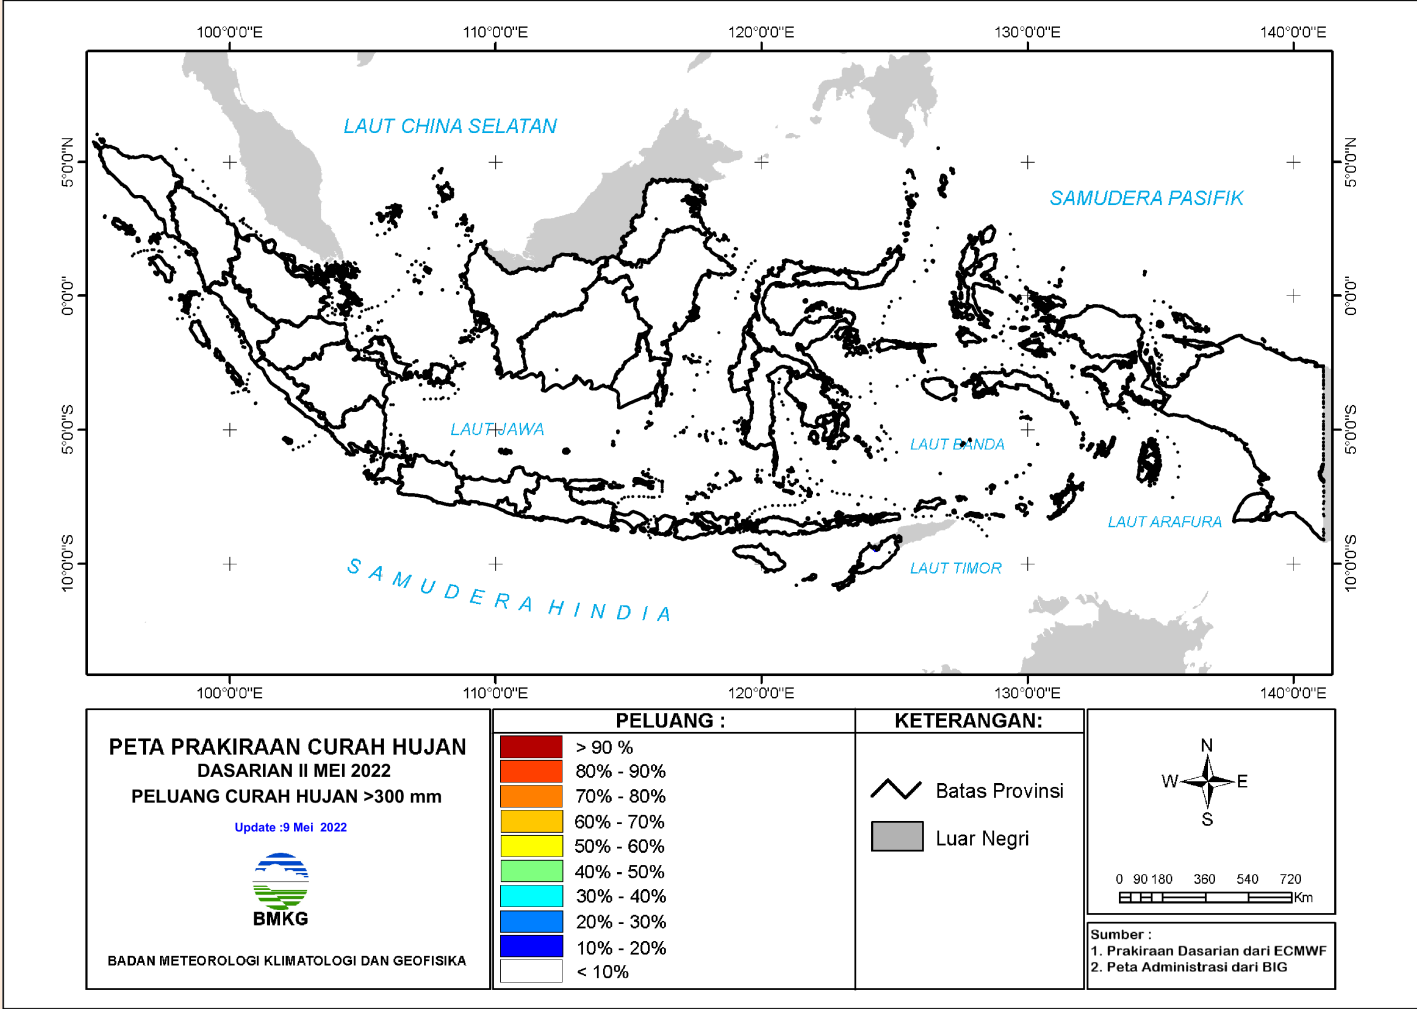 100°0'0"E 110°0'0"E 120°0'0"E 130°0'0"E 140°0'0"E
5°0'0"N 5°0'0"N
0°0'0" 0°0'0"
5°0'0"S 5°0'0"S
10°0'0"S 10°0'0"S
LAUT CHINA SELATAN
SAMUDERA PASIFIK
LAUT JAWA
LAUT BANDA
LAUT ARAFURA
LAUT TIMOR
SAMUDERA HINDIA
100°0'0"E 110°0'0"E 120°0'0"E 130°0'0"E 140°0'0"E
PETA PRAKIRAAN CURAH HUJAN
DASARIAN II MEI 2022
PELUANG CURAH HUJAN >300 mm
Update :9 Mei 2022
BMKG
BADAN METEOROLOGI KLIMATOLOGI DAN GEOFISIKA
PELUANG :
> 90 %
80% - 90%
70% - 80%
60% - 70%
50% - 60%
40% - 50%
30% - 40%
20% - 30%
10% - 20%
< 10%
KETERANGAN:
Batas Provinsi
Luar Negri
N
W E
S
0 90 180 360 540 720
Km
Sumber :
1. Prakiraan Dasarian dari ECMWF
2. Peta Administrasi dari BIG